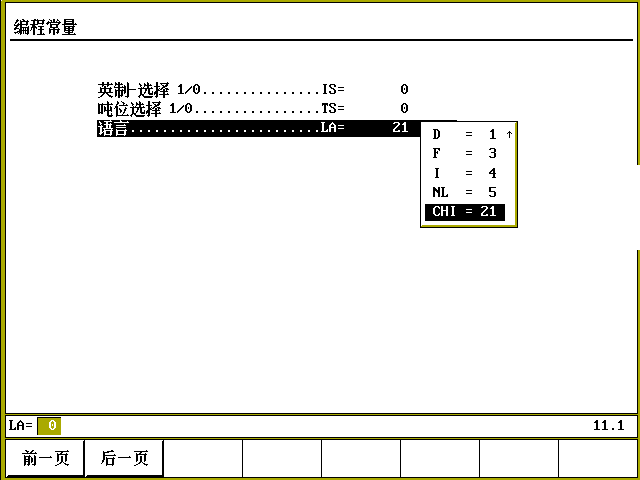 编程常量
英制-选择 1/0...............IS= 0
吨位选择 1/0................TS= 0
语言........................LA= 21
D = 1 ↑
F = 3
I = 4
NL = 5
CHI = 21
LA= 0 11.1
前一页 后一页